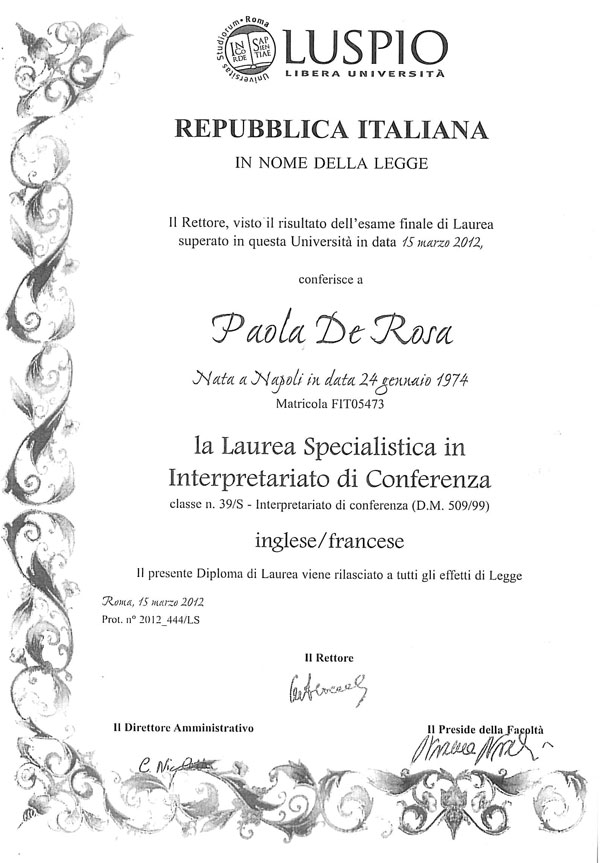 Universitas Studiorum • Roma
IN CORDE SAPIENTIAE
LUSPIO
LIBERA UNIVERSITÀ
REPUBBLICA ITALIANA
IN NOME DELLA LEGGE
Il Rettore, visto il risultato dell'esame finale di Laurea
superato in questa Università in data 15 marzo 2012,
conferisce a
Paola De Rosa
Nata a Napoli in data 24 gennaio 1974
Matricola FIT05473
la Laurea Specialistica in
Interpretariato di Conferenza
classe n. 39/S - Interpretariato di conferenza (D.M. 509/99)
inglese/francese
Il presente Diploma di Laurea viene rilasciato a tutti gli effetti di Legge
Roma, 15 marzo 2012
Prot. n° 2012_444/LS
Il Rettore
Il Direttore Amministrativo
Il Preside della Facoltà